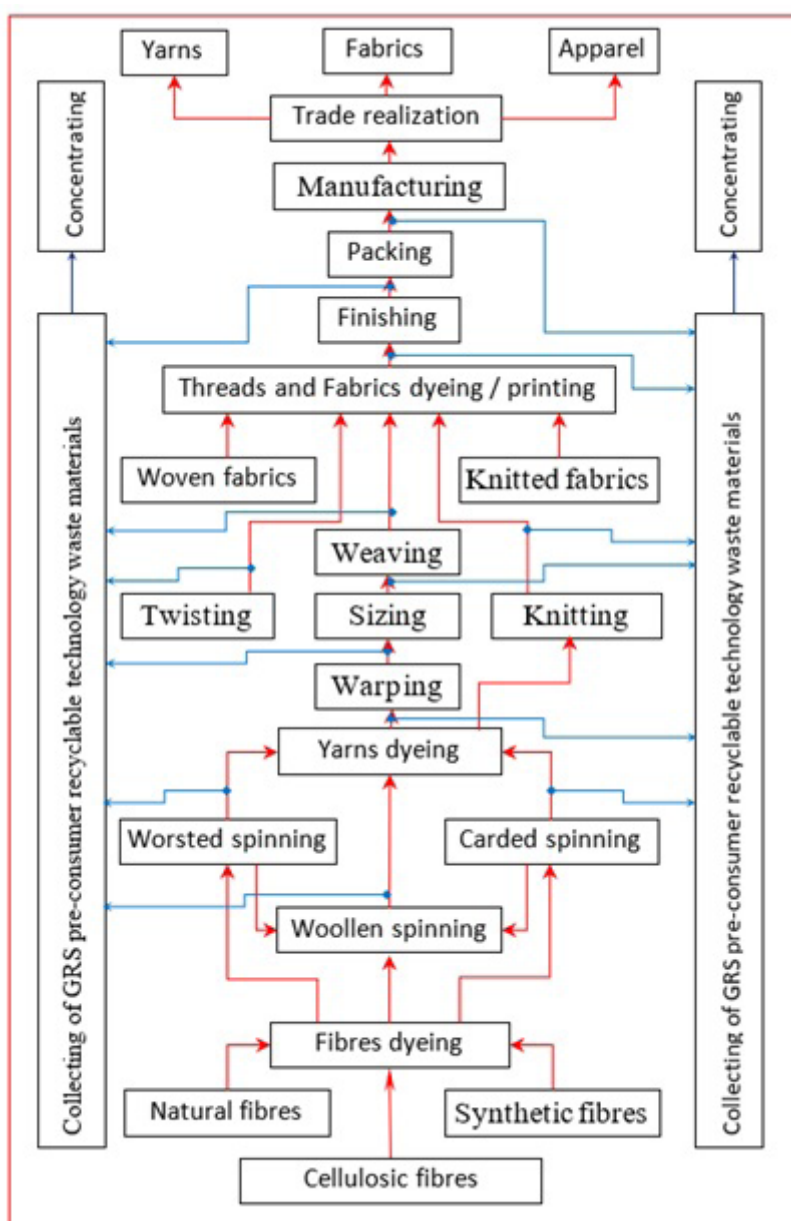 Yarns
Fabrics
Apparel
Concentrating
Concentrating
Trade realization
Manufacturing
Packing
Finishing
Threads and Fabrics dyeing / printing
Woven fabrics
Knitted fabrics
Weaving
Twisting
Sizing
Knitting
Warping
Yarns dyeing
Worsted spinning
Carded spinning
Woollen spinning
Fibres dyeing
Natural fibres
Synthetic fibres
Cellulosic fibres
Collecting of GRS pre-consumer recyclable technology waste materials
Collecting of GRS pre-consumer recyclable technology waste materials